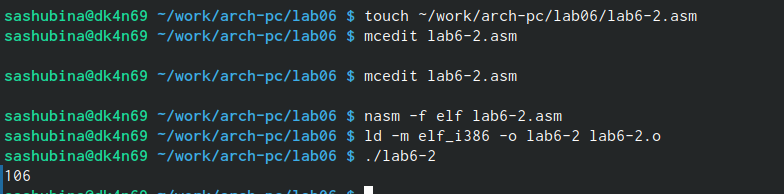 sashubina@dk4n69 ~/work/arch-pc/lab06 $ touch ~/work/arch-pc/lab06/lab6-2.asm
sashubina@dk4n69 ~/work/arch-pc/lab06 $ mcedit lab6-2.asm
sashubina@dk4n69 ~/work/arch-pc/lab06 $ mcedit lab6-2.asm
sashubina@dk4n69 ~/work/arch-pc/lab06 $ nasm -f elf lab6-2.asm
sashubina@dk4n69 ~/work/arch-pc/lab06 $ ld -m elf_i386 -o lab6-2 lab6-2.o
sashubina@dk4n69 ~/work/arch-pc/lab06 $ ./lab6-2
106
sashubina@dk4n69 ~/work/arch-pc/lab06 $